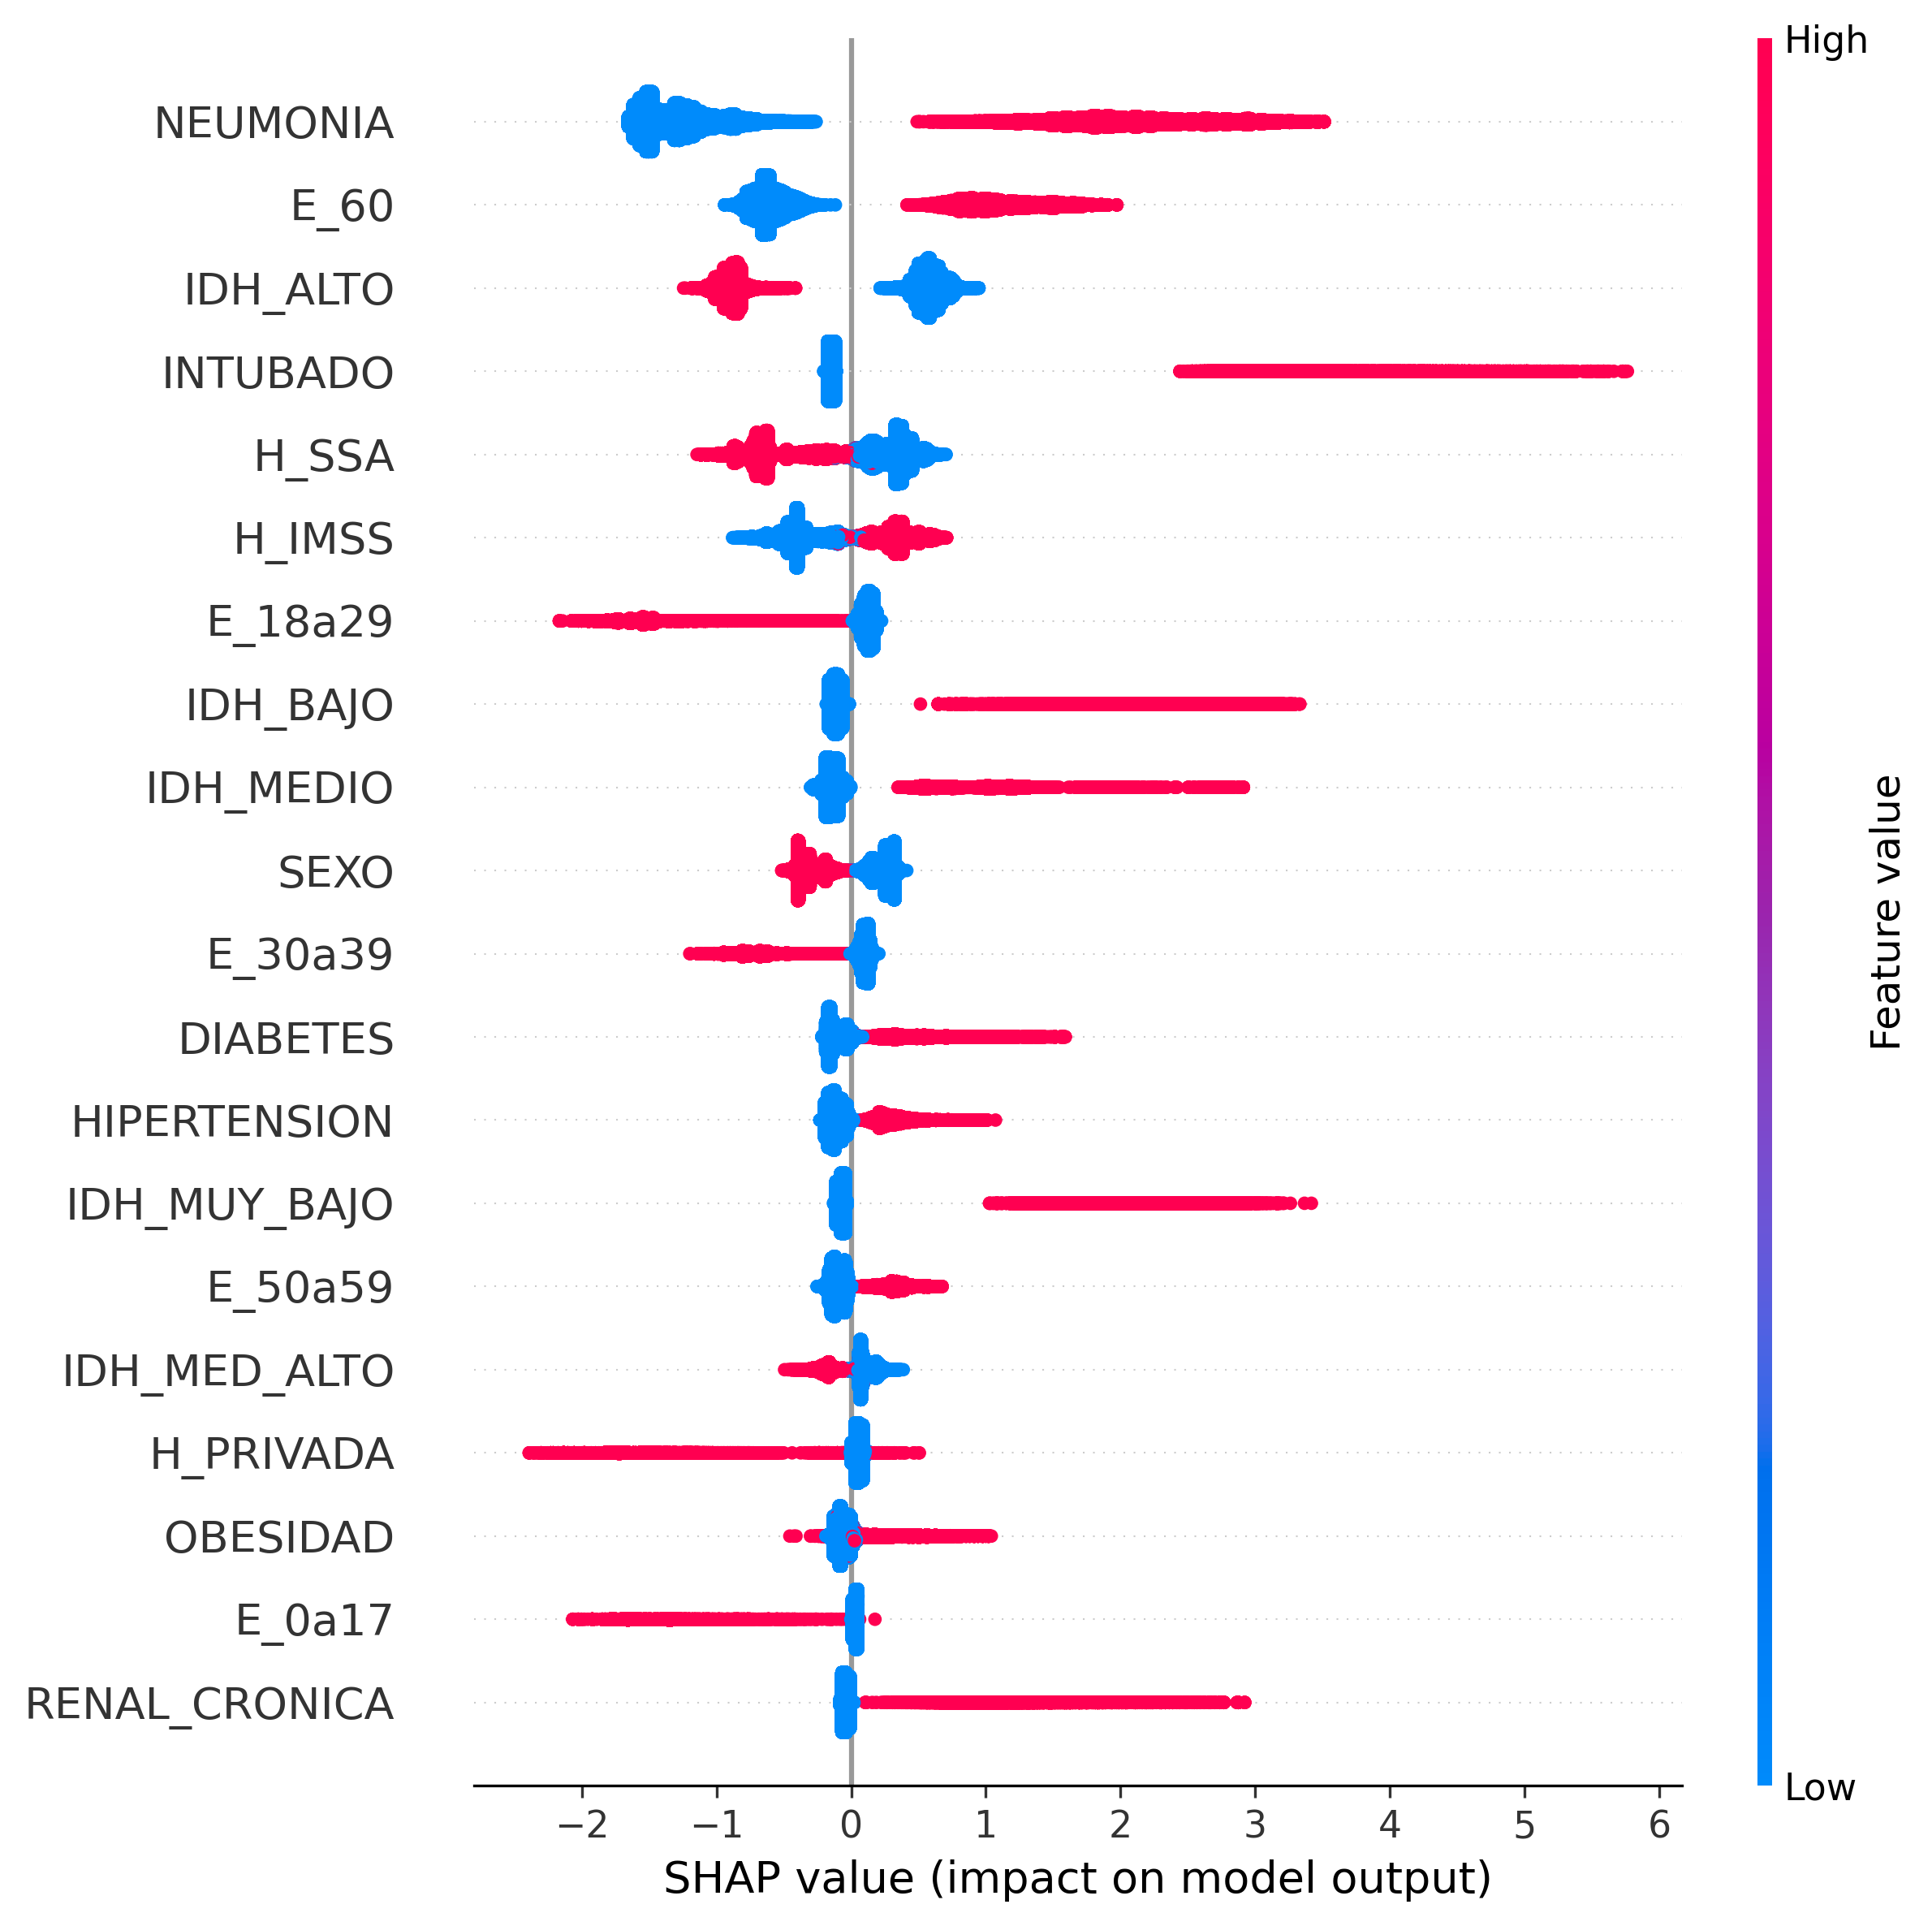 High
NEUMONIA
E_60
IDH_ALTO
INTUBADO
H_SSA
H_IMSS
E_18a29
IDH_BAJO
IDH_MEDIO
SEXO
E_30a39
DIABETES
HIPERTENSION
IDH_MUY_BAJO
E_50a59
IDH_MED_ALTO
H_PRIVADA
OBESIDAD
E_0a17
RENAL_CRONICA
Feature value
Low
−2 −1 0 1 2 3 4 5 6
SHAP value (impact on model output)